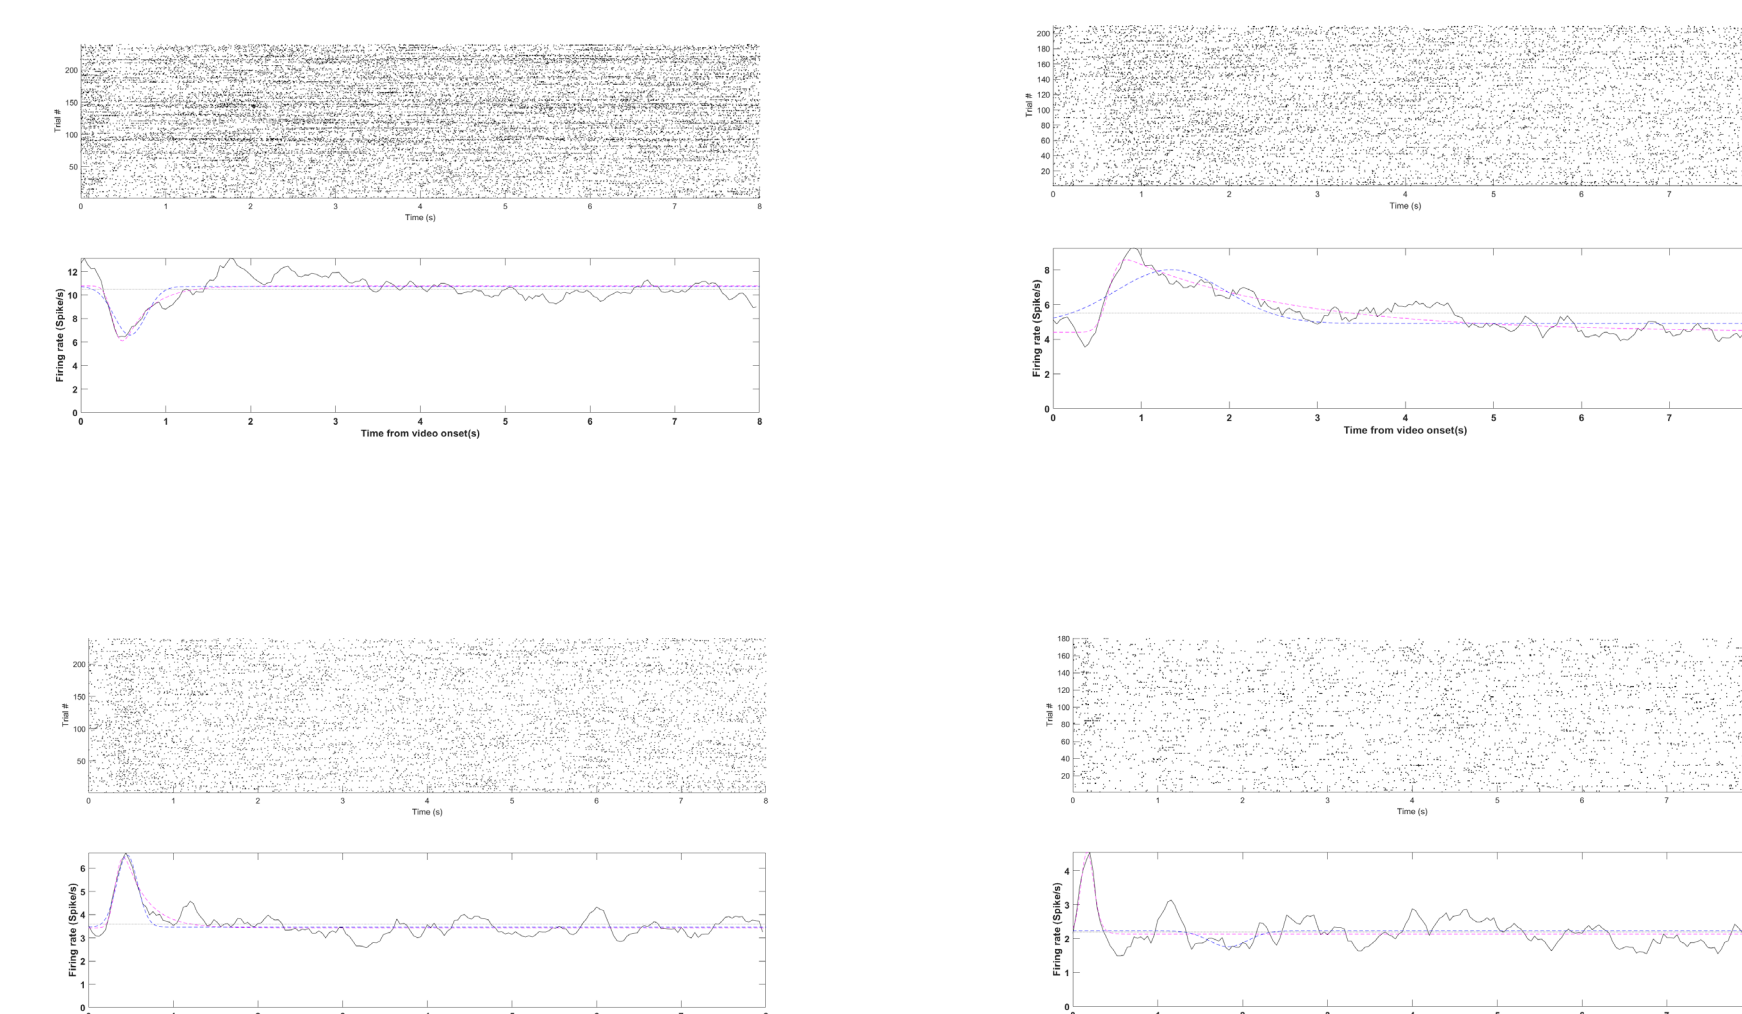 Trial #
200
150
100
50
0 1 2 3 4 5 6 7 8
Time (s)
Firing rate (Spike/s)
12
10
8
6
4
2
0
0 1 2 3 4 5 6 7 8
Time from video onset(s)
Trial #
200
180
160
140
120
100
80
60
40
20
0 1 2 3 4 5 6 7
Time (s)
Firing rate (Spike/s)
8
6
4
2
0
0 1 2 3 4 5 6 7
Time from video onset(s)
Trial #
200
150
100
50
0 1 2 3 4 5 6 7 8
Time (s)
Firing rate (Spike/s)
6
5
4
3
2
1
0
Trial #
180
160
140
120
100
80
60
40
20
0 1 2 3 4 5 6 7
Time (s)
Firing rate (Spike/s)
4
3
2
1
0